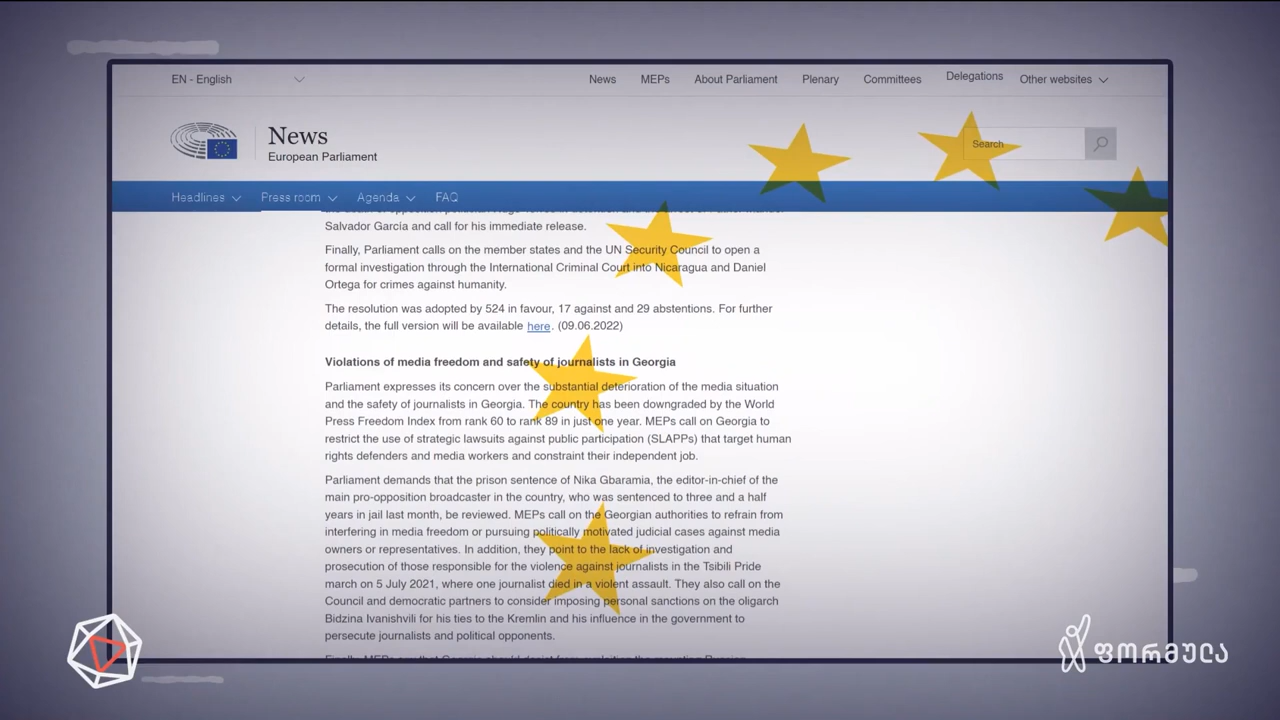 EN - English
News
MEPs
About Parliament
Plenary
Committees
Delegations
Other websites
News
European Parliament
Search
Headlines
Press room
Agenda
FAQ
Salvador García and call for his immediate release.
Finally, Parliament calls on the member states and the UN Security Council to open a
formal investigation through the International Criminal Court into Nicaragua and Daniel
Ortega for crimes against humanity.
The resolution was adopted by 524 in favour, 17 against and 29 abstentions. For further
details, the full version will be available here. (09.06.2022)
Violations of media freedom and safety of journalists in Georgia
Parliament expresses its concern over the substantial deterioration of the media situation
and the safety of journalists in Georgia. The country has been downgraded by the World
Press Freedom Index from rank 60 to rank 89 in just one year. MEPs call on Georgia to
restrict the use of strategic lawsuits against public participation (SLAPPs) that target human
rights defenders and media workers and constraint their independent job.
Parliament demands that the prison sentence of Nika Gbaramia, the editor-in-chief of the
main pro-opposition broadcaster in the country, who was sentenced to three and a half
years in jail last month, be reviewed. MEPs call on the Georgian authorities to refrain from
interfering in media freedom or pursuing politically motivated judicial cases against media
owners or representatives. In addition, they point to the lack of investigation and
prosecution of those responsible for the violence against journalists in the Tsibili Pride
march on 5 July 2021, where one journalist died in a violent assault. They also call on the
Council and democratic partners to consider imposing personal sanctions on the oligarch
Bidzina Ivanishvili for his ties to the Kremlin and his influence in the government to
persecute journalists and political opponents.
ფორმულა